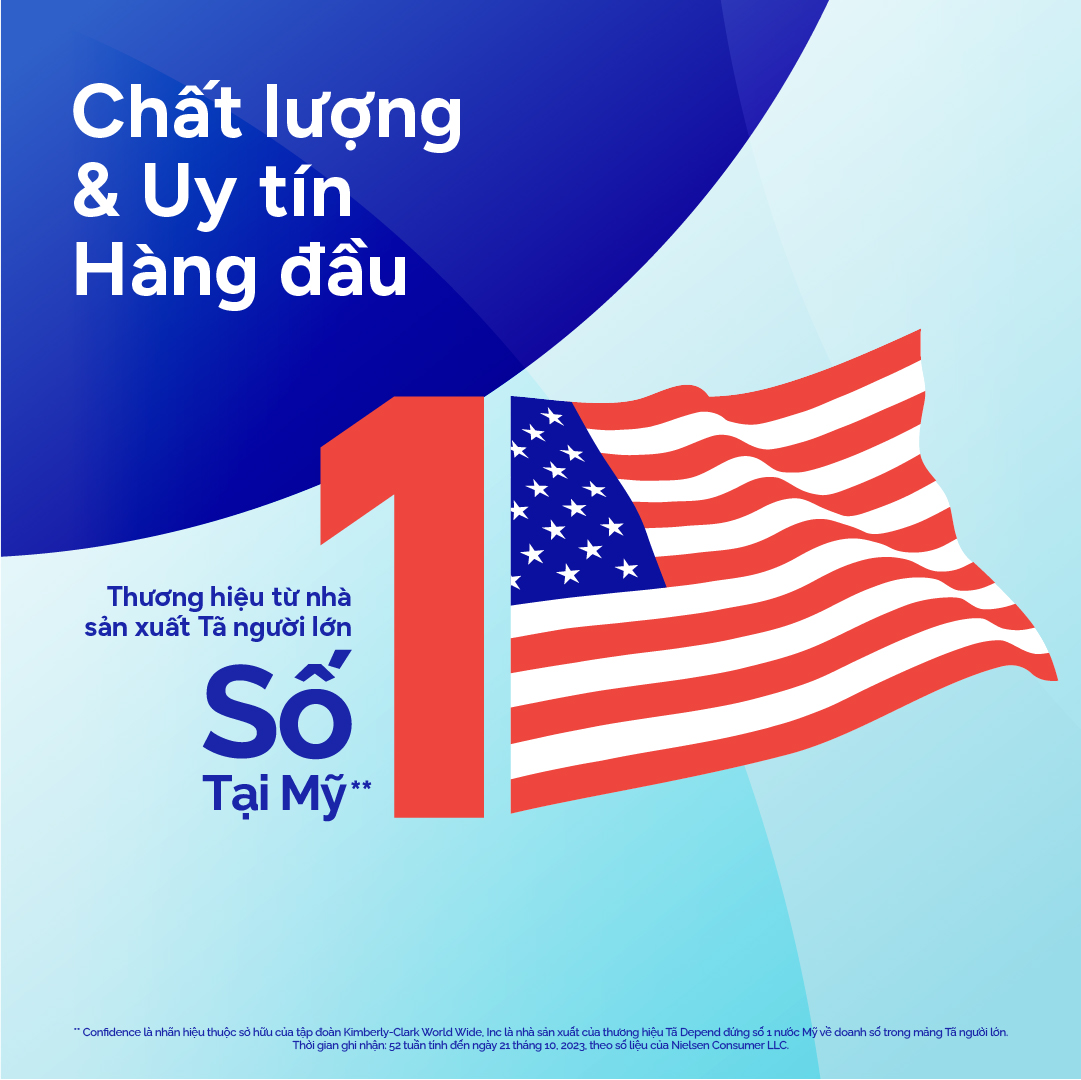 Chất lượng
& Uy tín
Hàng đầu
1
Thương hiệu từ nhà
sản xuất Tã người lớn
Số
Tại Mỹ**
** Confidence là nhãn hiệu thuộc sở hữu của tập đoàn Kimberly-Clark World Wide, Inc là nhà sản xuất của thương hiệu Tã Depend đứng số 1 nước Mỹ về doanh số trong mảng Tã người lớn.
Thời gian ghi nhận: 52 tuần tính đến ngày 21 tháng 10, 2023, theo số liệu của Nielsen Consumer LLC.